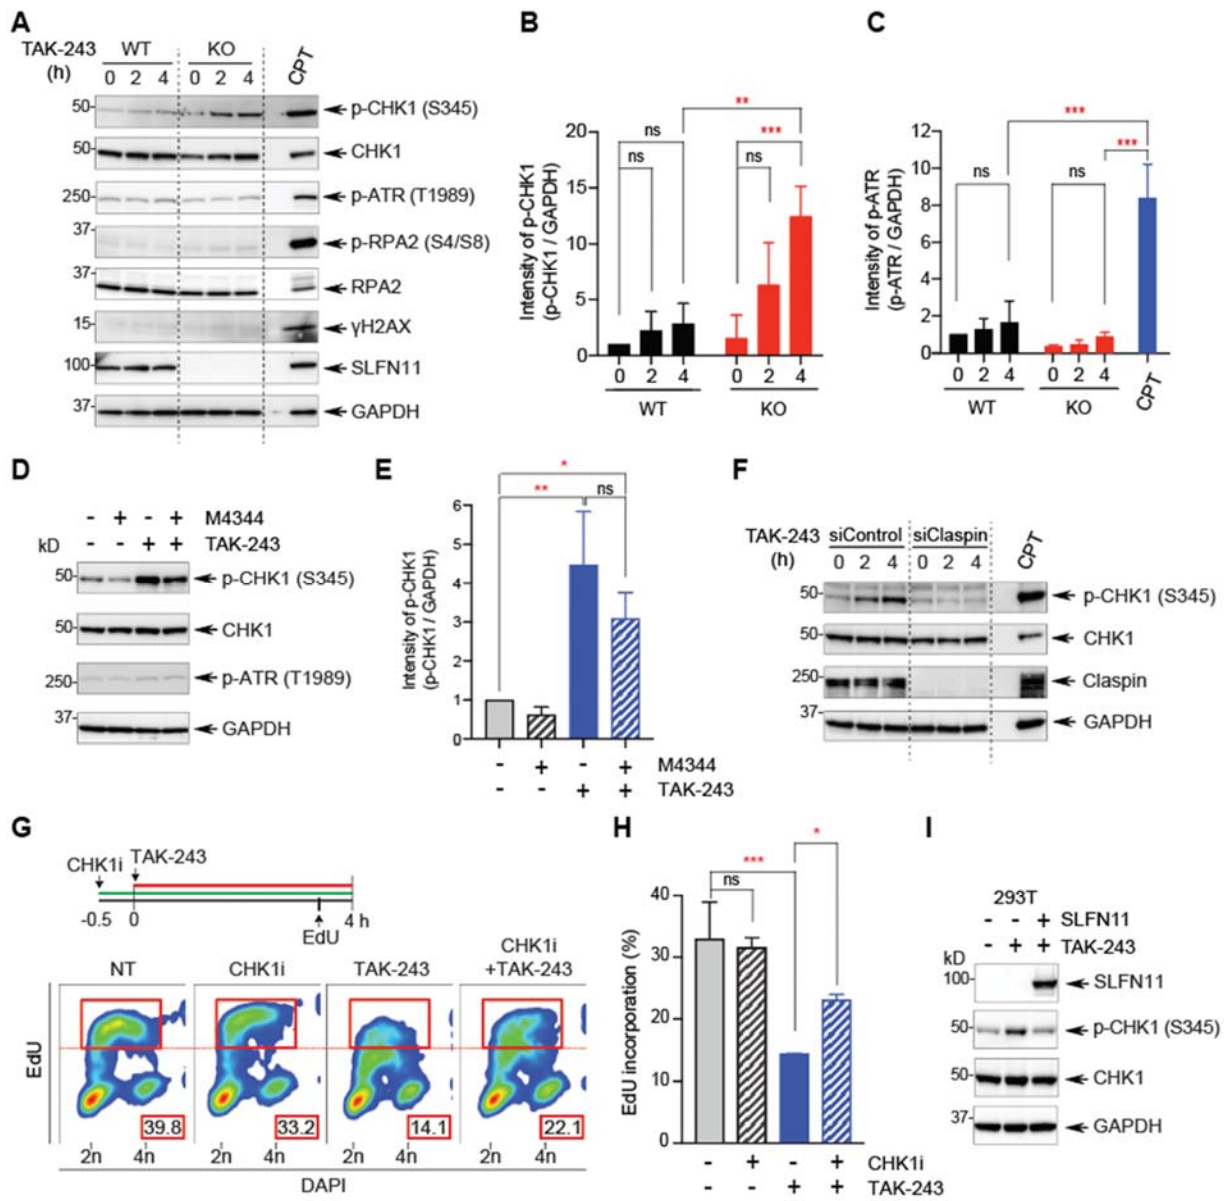 A
TAK-243 WT KO CPT
(h) 0 2 4 0 2 4
50 p-CHK1 (S345)
50 CHK1
250 p-ATR (T1989)
37 p-RPA2 (S4/S8)
37 RPA2
15 γH2AX
100 SLFN11
37 GAPDH
B
Intensity of p-CHK1
(p-CHK1 / GAPDH)
20
15
10
5
0
**
ns ***
ns ns
0 2 4 0 2 4
WT KO
C
Intensity of p-ATR
(p-ATR / GAPDH)
12
10
8
6
4
2
0
***
***
ns ns
0 2 4 0 2 4 CPT
WT KO
D
- + - + M4344
kD - - + + TAK-243
50 p-CHK1 (S345)
50 CHK1
250 p-ATR (T1989)
37 GAPDH
E
Intensity of p-CHK1
(p-CHK1 / GAPDH)
6
5
4
3
2
1
0
*
** ns
- + - + M4344
- - + + TAK-243
F
TAK-243 siControl siClaspin CPT
(h) 0 2 4 0 2 4
50 p-CHK1 (S345)
50 CHK1
250 Claspin
37 GAPDH
G
CHK1i TAK-243
-0.5 0 4 h
EdU
NT CHK1i TAK-243 CHK1i
+TAK-243
EdU
39.8 33.2 14.1 22.1
2n 4n 2n 4n 2n 4n 2n 4n
DAPI
H
EdU incorporation (%)
40
30
20
10
0
*
***
ns
- + - + CHK1i
- - + + TAK-243
I
293T
- - + SLFN11
- + + TAK-243
kD
100 SLFN11
50 p-CHK1 (S345)
50 CHK1
37 GAPDH